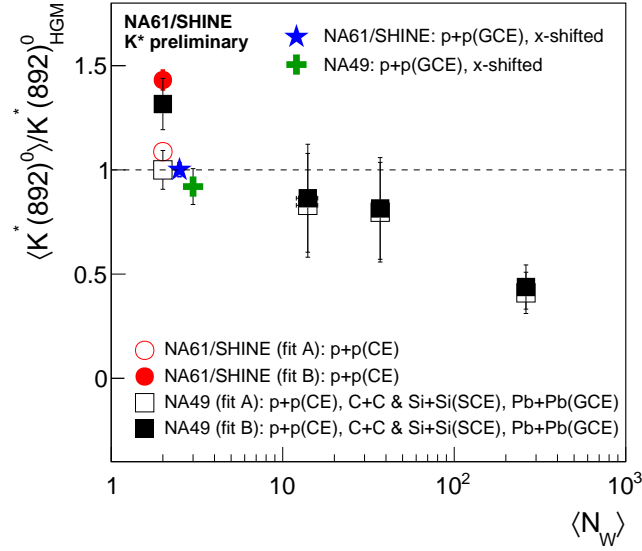 NA61/SHINE
K* preliminary
NA61/SHINE: p+p(GCE), x-shifted
NA49: p+p(GCE), x-shifted
⟨K*(892)⁰⟩/K*(892)⁰_HGM
1.5
1
0.5
0
NA61/SHINE (fit A): p+p(CE)
NA61/SHINE (fit B): p+p(CE)
NA49 (fit A): p+p(CE), C+C & Si+Si(SCE), Pb+Pb(GCE)
NA49 (fit B): p+p(CE), C+C & Si+Si(SCE), Pb+Pb(GCE)
1 10 10² 10³
⟨N_W⟩